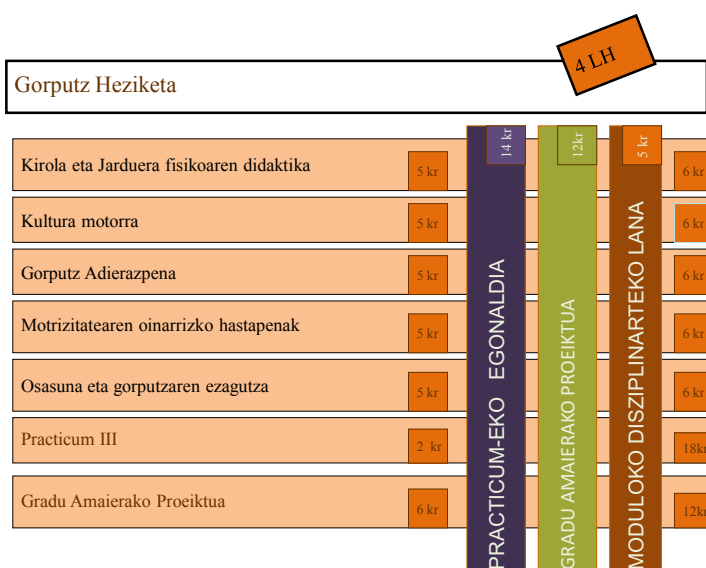 4 LH
Gorputz Heziketa
14 kr
12kr
5 kr
Kirola eta Jarduera fisikoaren didaktika
5 kr
6 kr
Kultura motorra
5 kr
6 kr
Gorputz Adierazpena
5 kr
6 kr
Motrizitatearen oinarrizko hastapenak
5 kr
6 kr
Osasuna eta gorputzaren ezagutza
5 kr
6 kr
Practicum III
2 kr
18kr
Gradu Amaierako Proeiktua
6 kr
12kr
PRACTICUM-EKO EGONALDIA
GRADU AMAIERAKO PROEIKTUA
MODULOKO DISZIPLINARTEKO LANA